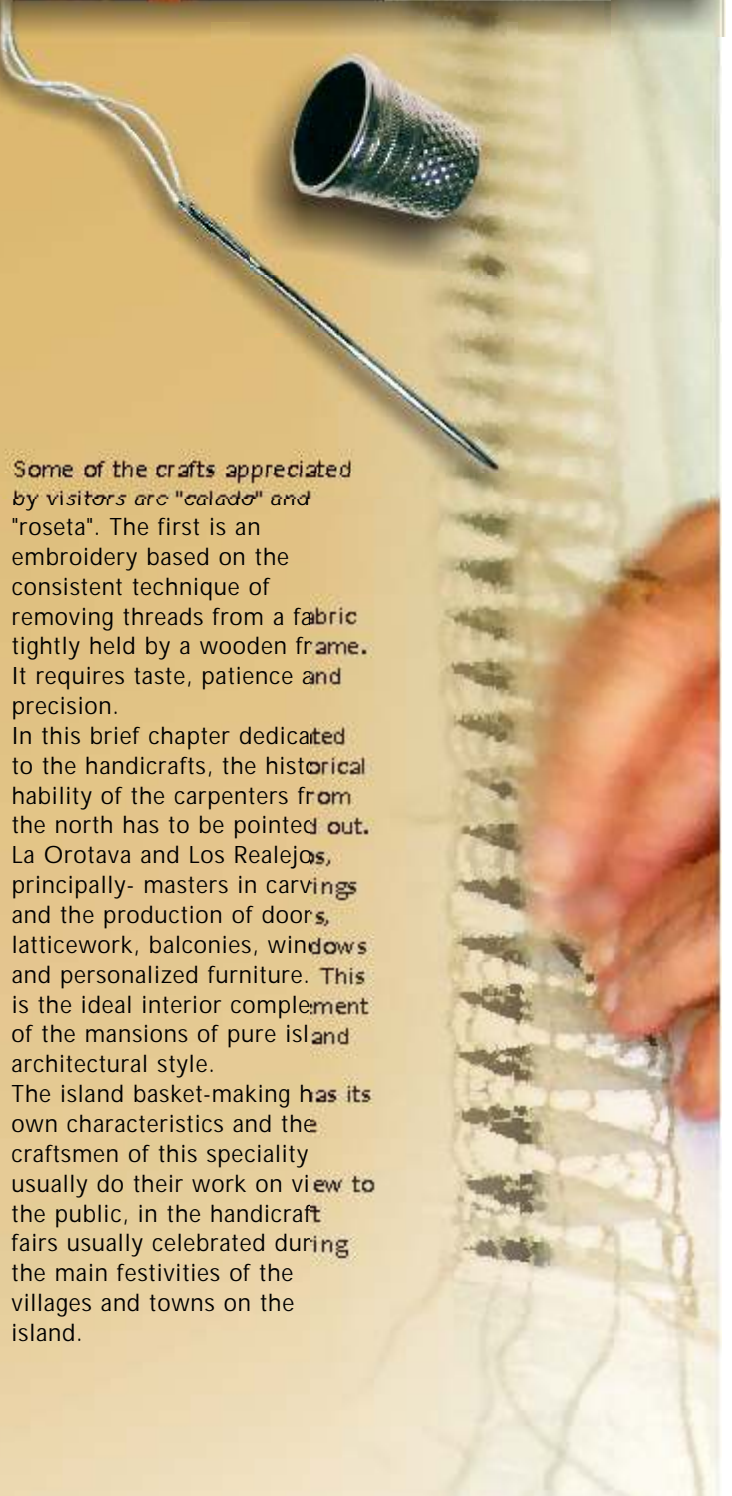 Some of the crafts appreciated
by visitors are "calado" and
"roseta". The first is an
embroidery based on the
consistent technique of
removing threads from a fabric
tightly held by a wooden frame.
It requires taste, patience and
precision.
In this brief chapter dedicated
to the handicrafts, the historical
hability of the carpenters from
the north has to be pointed out.
La Orotava and Los Realejos,
principally- masters in carvings
and the production of doors,
latticework, balconies, windows
and personalized furniture. This
is the ideal interior complement
of the mansions of pure island
architectural style.
The island basket-making has its
own characteristics and the
craftsmen of this speciality
usually do their work on view to
the public, in the handicraft
fairs usually celebrated during
the main festivities of the
villages and towns on the
island.